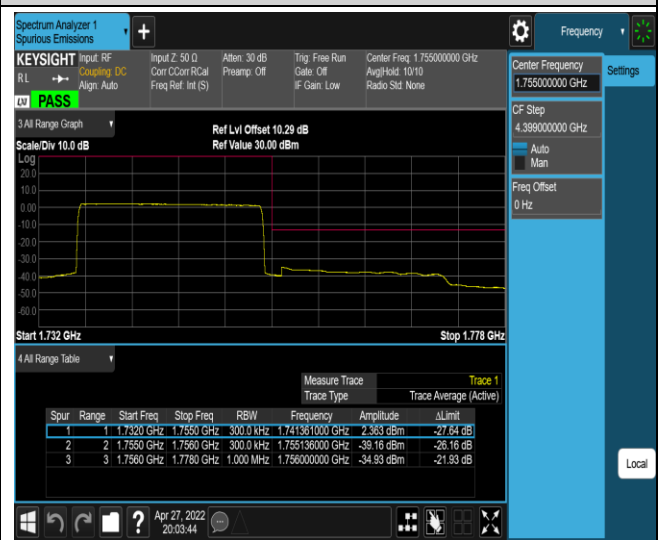 Spectrum Analyzer 1
Spurious Emissions
+
Frequency
KEYSIGHT
Input: RF
Input Z: 50 Ω
Atten: 30 dB
Trig: Free Run
Center Freq: 1.755000000 GHz
RL
Coupling: DC
Corr CCorr RCal
Preamp: Off
Gate: Off
Avg|Hold: 10/10
Align: Auto
Freq Ref: Int (S)
IF Gain: Low
Radio Std: None
LXI PASS
Center Frequency
1.755000000 GHz
Settings
CF Step
4.399000000 GHz
Auto
Man
Freq Offset
0 Hz
3 All Range Graph
Ref Lvl Offset 10.29 dB
Scale/Div 10.0 dB
Ref Value 30.00 dBm
Log
20.0
10.0
0.00
-10.0
-20.0
-30.0
-40.0
-50.0
-60.0
Start 1.732 GHz
Stop 1.778 GHz
4 All Range Table
Measure Trace Trace 1
Trace Type Trace Average (Active)
Spur Range Start Freq Stop Freq RBW Frequency Amplitude ΔLimit
1 1 1.7320 GHz 1.7550 GHz 300.0 kHz 1.741361000 GHz 2.363 dBm -27.64 dB
2 2 1.7550 GHz 1.7560 GHz 300.0 kHz 1.755136000 GHz -39.16 dBm -26.16 dB
3 3 1.7560 GHz 1.7780 GHz 1.000 MHz 1.756000000 GHz -34.93 dBm -21.93 dB
Local
?
Apr 27, 2022
20:03:44